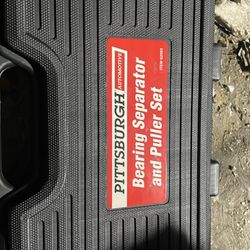 PITTSBURGH
AUTOMOTIVE
Bearing Separator
and Puller Set